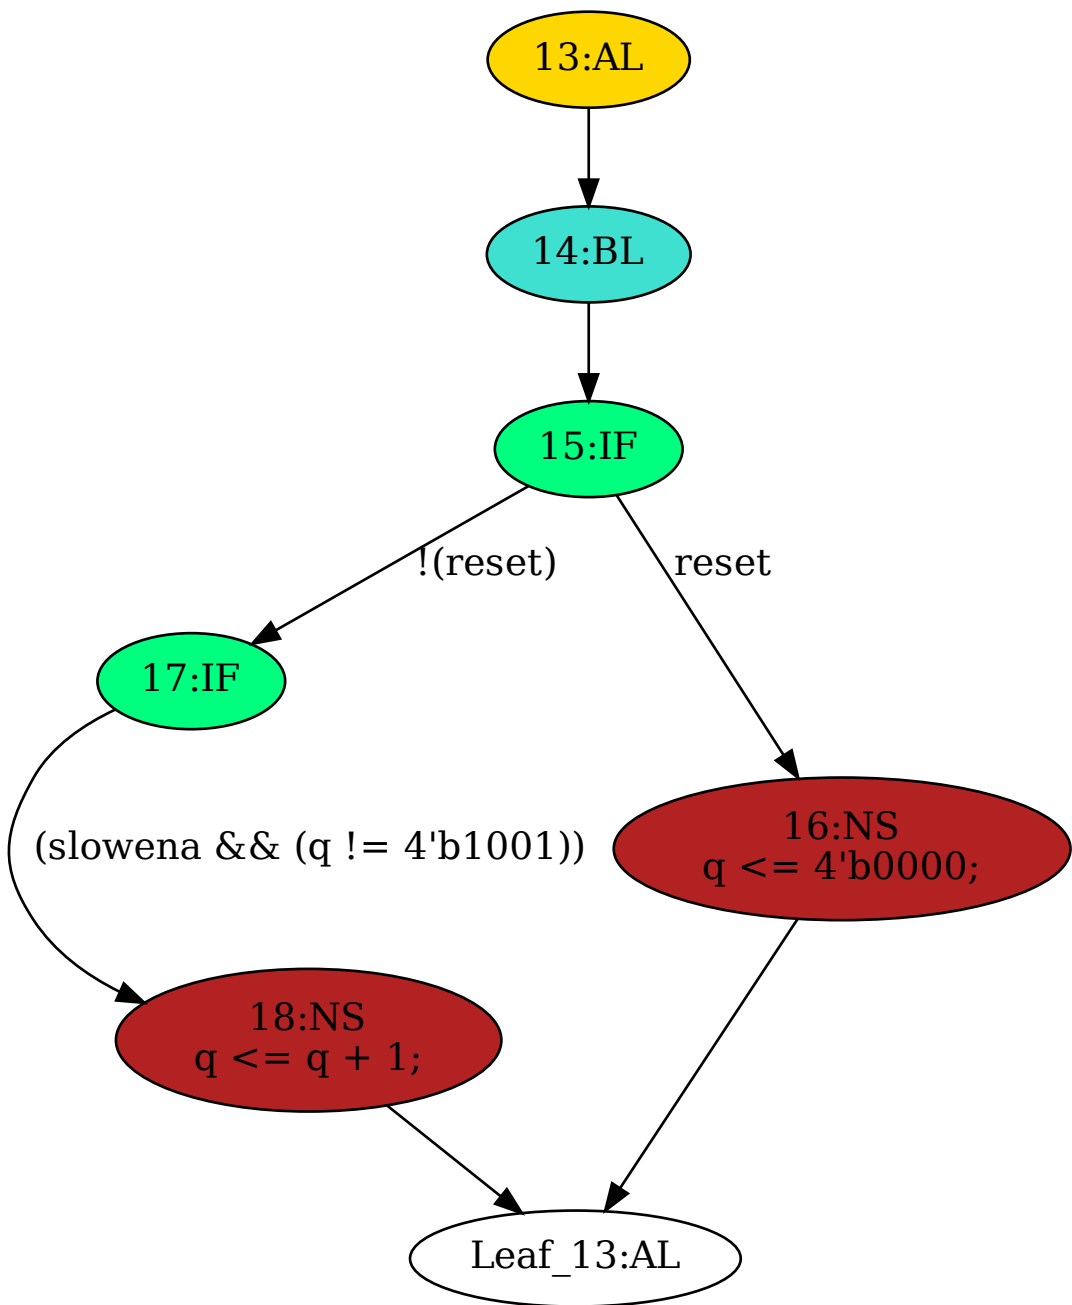 13:AL
14:BL
15:IF
!(reset)
reset
17:IF
(slowena && (q != 4'b1001))
16:NS
q <= 4'b0000;
18:NS
q <= q + 1;
Leaf_13:AL